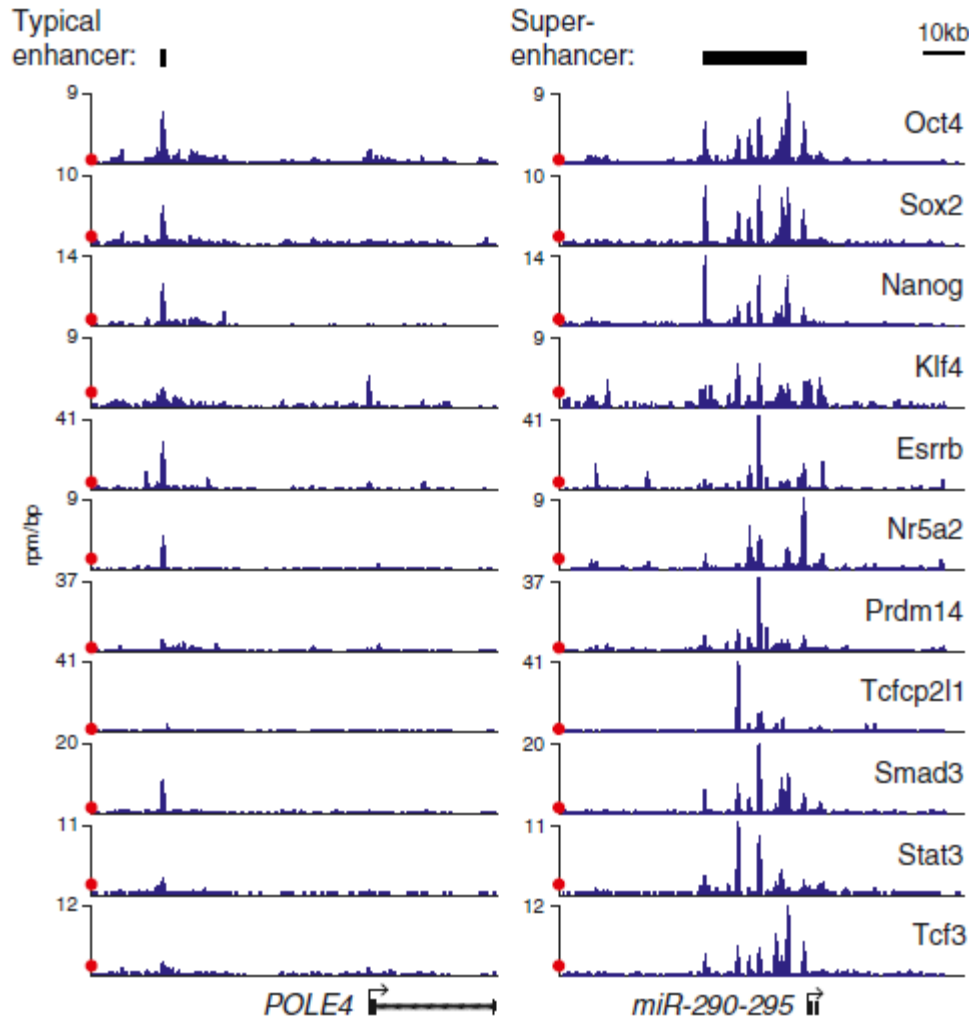 Typical
enhancer:
Super-
enhancer:
10kb
9
9
Oct4
10
10
Sox2
14
14
Nanog
9
9
Klf4
41
41
Esrrb
9
9
Nr5a2
rpm/bp
37
37
Prdm14
41
41
Tcfcp2l1
20
20
Smad3
11
11
Stat3
12
12
Tcf3
POLE4
miR-290-295